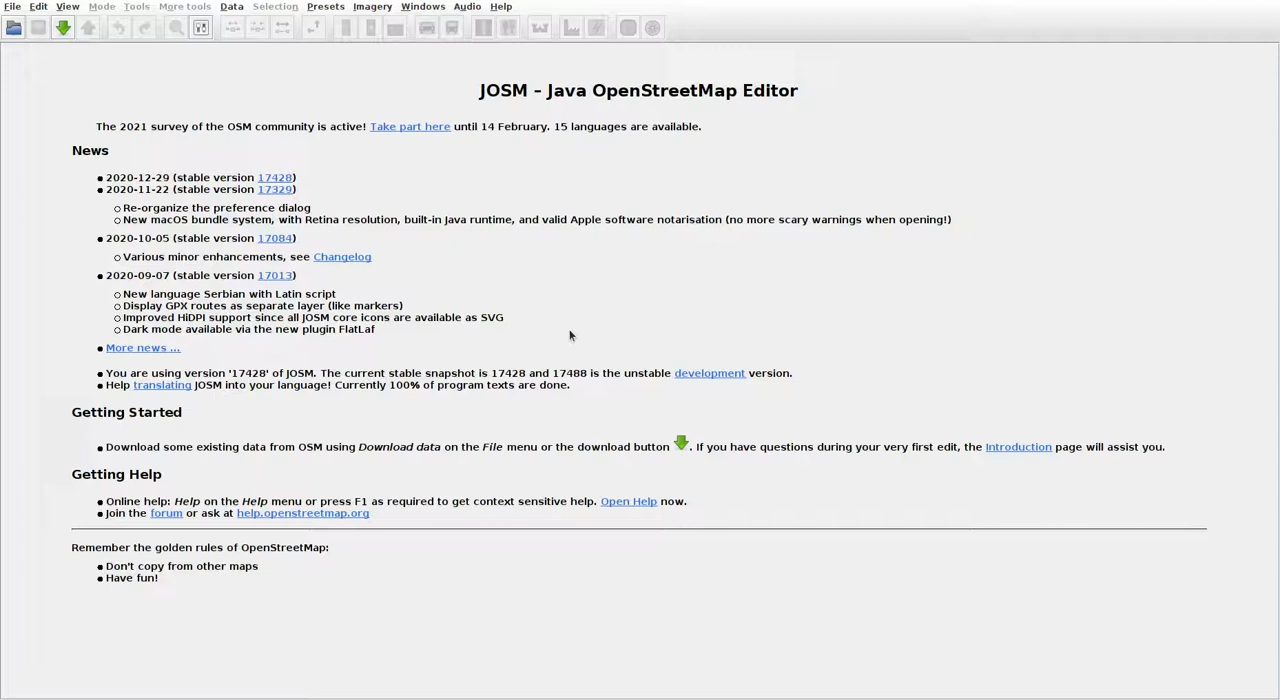 File Edit View Mode Tools More tools Data Selection Presets Imagery Windows Audio Help
JOSM – Java OpenStreetMap Editor
The 2021 survey of the OSM community is active! Take part here until 14 February. 15 languages are available.
News
2020-12-29 (stable version 17428)
2020-11-22 (stable version 17329)
Re-organize the preference dialog
New macOS bundle system, with Retina resolution, built-in Java runtime, and valid Apple software notarisation (no more scary warnings when opening!)
2020-10-05 (stable version 17084)
Various minor enhancements, see Changelog
2020-09-07 (stable version 17013)
New language Serbian with Latin script
Display GPX routes as separate layer (like markers)
Improved HiDPI support since all JOSM core icons are available as SVG
Dark mode available via the new plugin FlatLaf
More news ...
You are using version '17428' of JOSM. The current stable snapshot is 17428 and 17488 is the unstable development version.
Help translating JOSM into your language! Currently 100% of program texts are done.
Getting Started
Download some existing data from OSM using Download data on the File menu or the download button . If you have questions during your very first edit, the Introduction page will assist you.
Getting Help
Online help: Help on the Help menu or press F1 as required to get context sensitive help. Open Help now.
Join the forum or ask at help.openstreetmap.org
Remember the golden rules of OpenStreetMap:
Don't copy from other maps
Have fun!